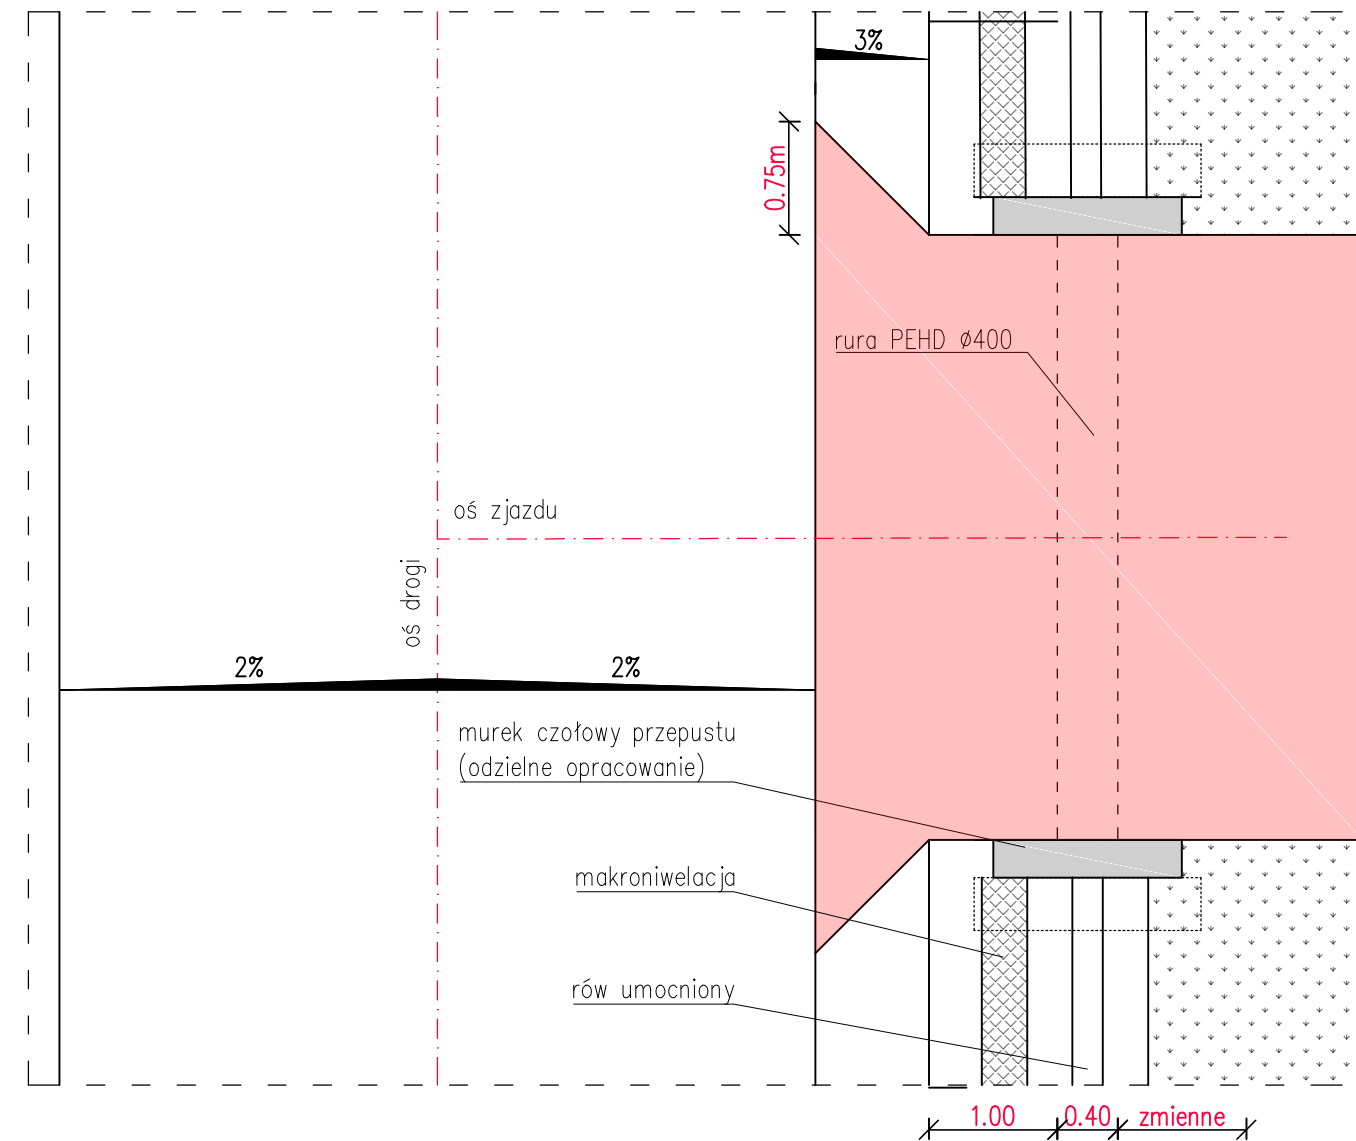 3%
0.75m
rura PEHD ø400
oś zjazdu
oś drogi
2%
2%
murek czołowy przepustu
(odzielne opracowanie)
makroniwelacja
rów umocniony
1.00
0.40
zmienne